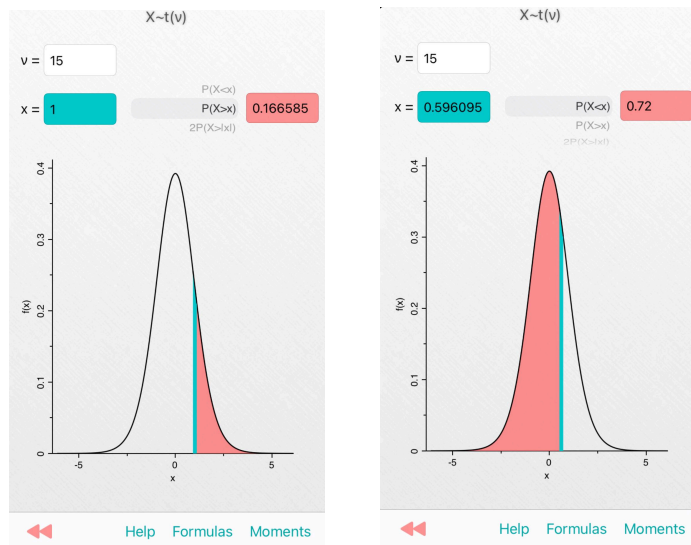 X~t(ν)
ν = 15
P(X<x)
x = 1 P(X>x) 0.166585
2P(X>|x|)
f(x)
0.4
0.3
0.2
0.1
0
-5 0 5
x
Help Formulas Moments
X~t(ν)
ν = 15
x = 0.596095 P(X<x) 0.72
P(X>x)
2P(X>|x|)
f(x)
0.4
0.3
0.2
0.1
0
-5 0 5
x
Help Formulas Moments